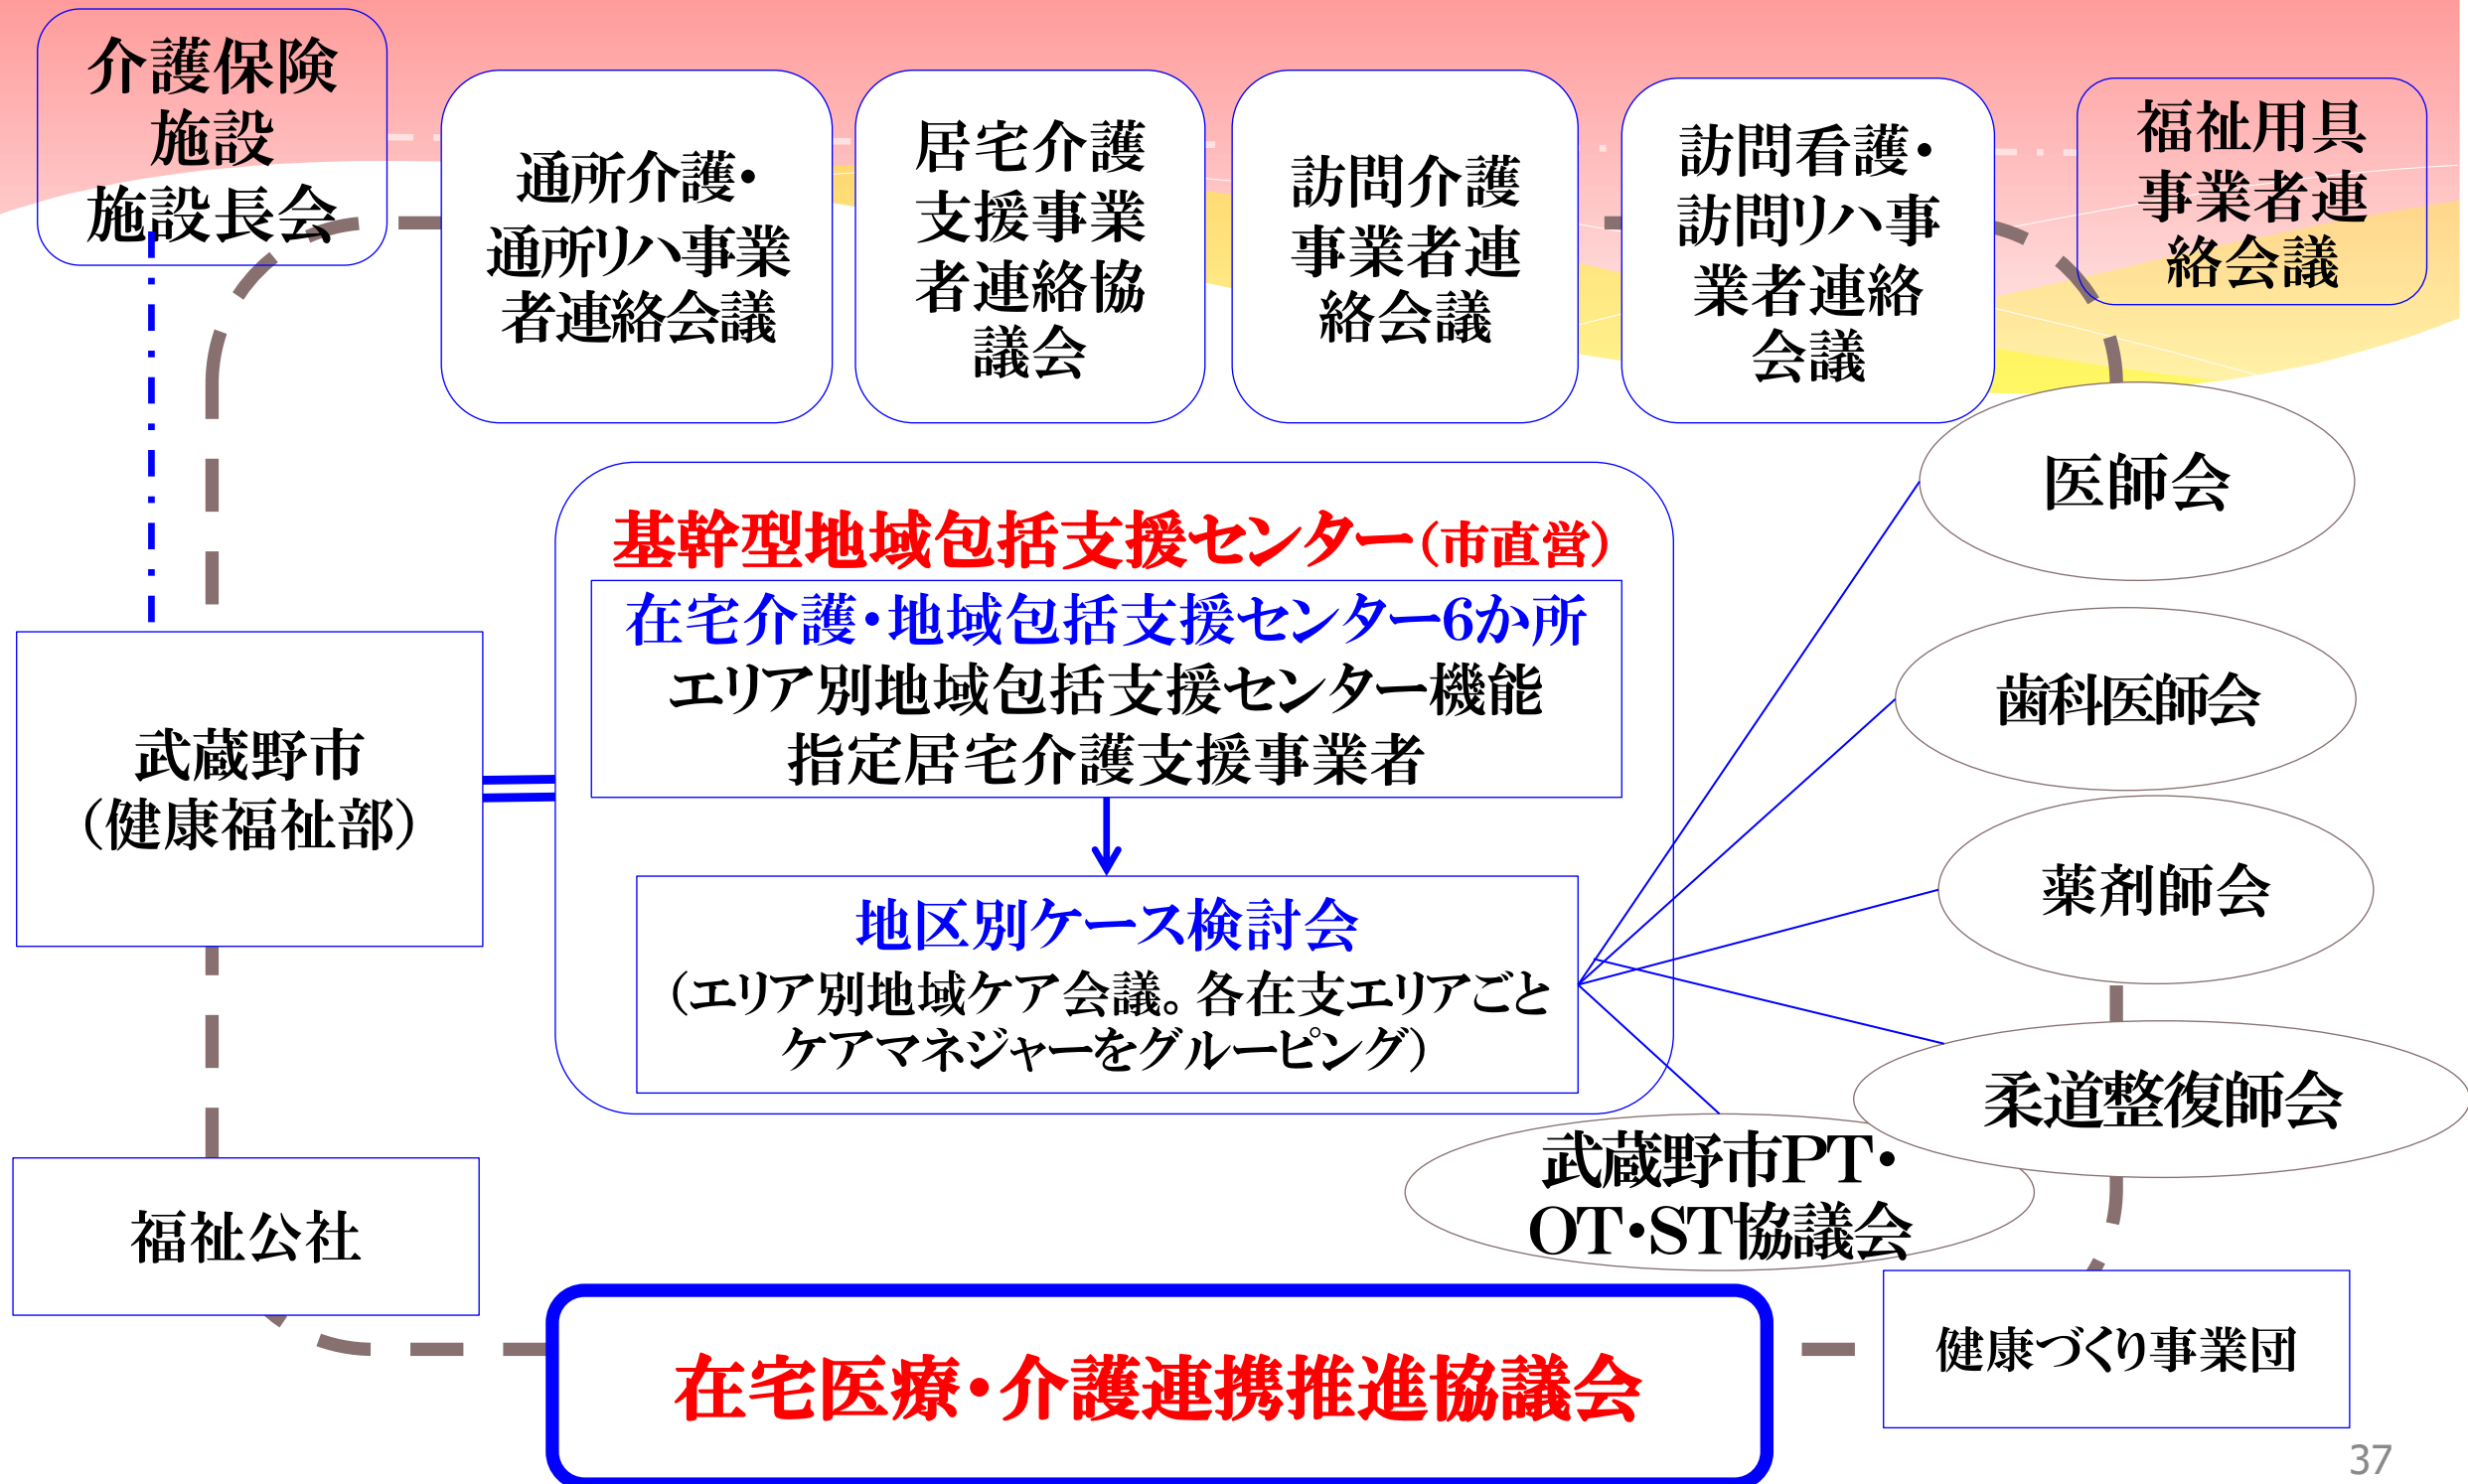 介護保険
施設
施設長会
通所介護・
通所リハ事業
者連絡会議
居宅介護
支援事業
者連絡協
議会
訪問介護
事業者連
絡会議
訪問看護・
訪問リハ事
業者連絡
会議
福祉用具
事業者連
絡会議
基幹型地域包括支援センター（市直営）
在宅介護・地域包括支援センター6か所
エリア別地域包括支援センター機能
指定居宅介護支援事業者
地区別ケース検討会
（エリア別地域ケア会議。各在支エリアごと
ケアマネジャーをグルーピング）
武蔵野市
（健康福祉部）
福祉公社
医師会
歯科医師会
薬剤師会
柔道整復師会
武蔵野市PT・
OT・ST協議会
健康づくり事業団
在宅医療・介護連携推進協議会
37